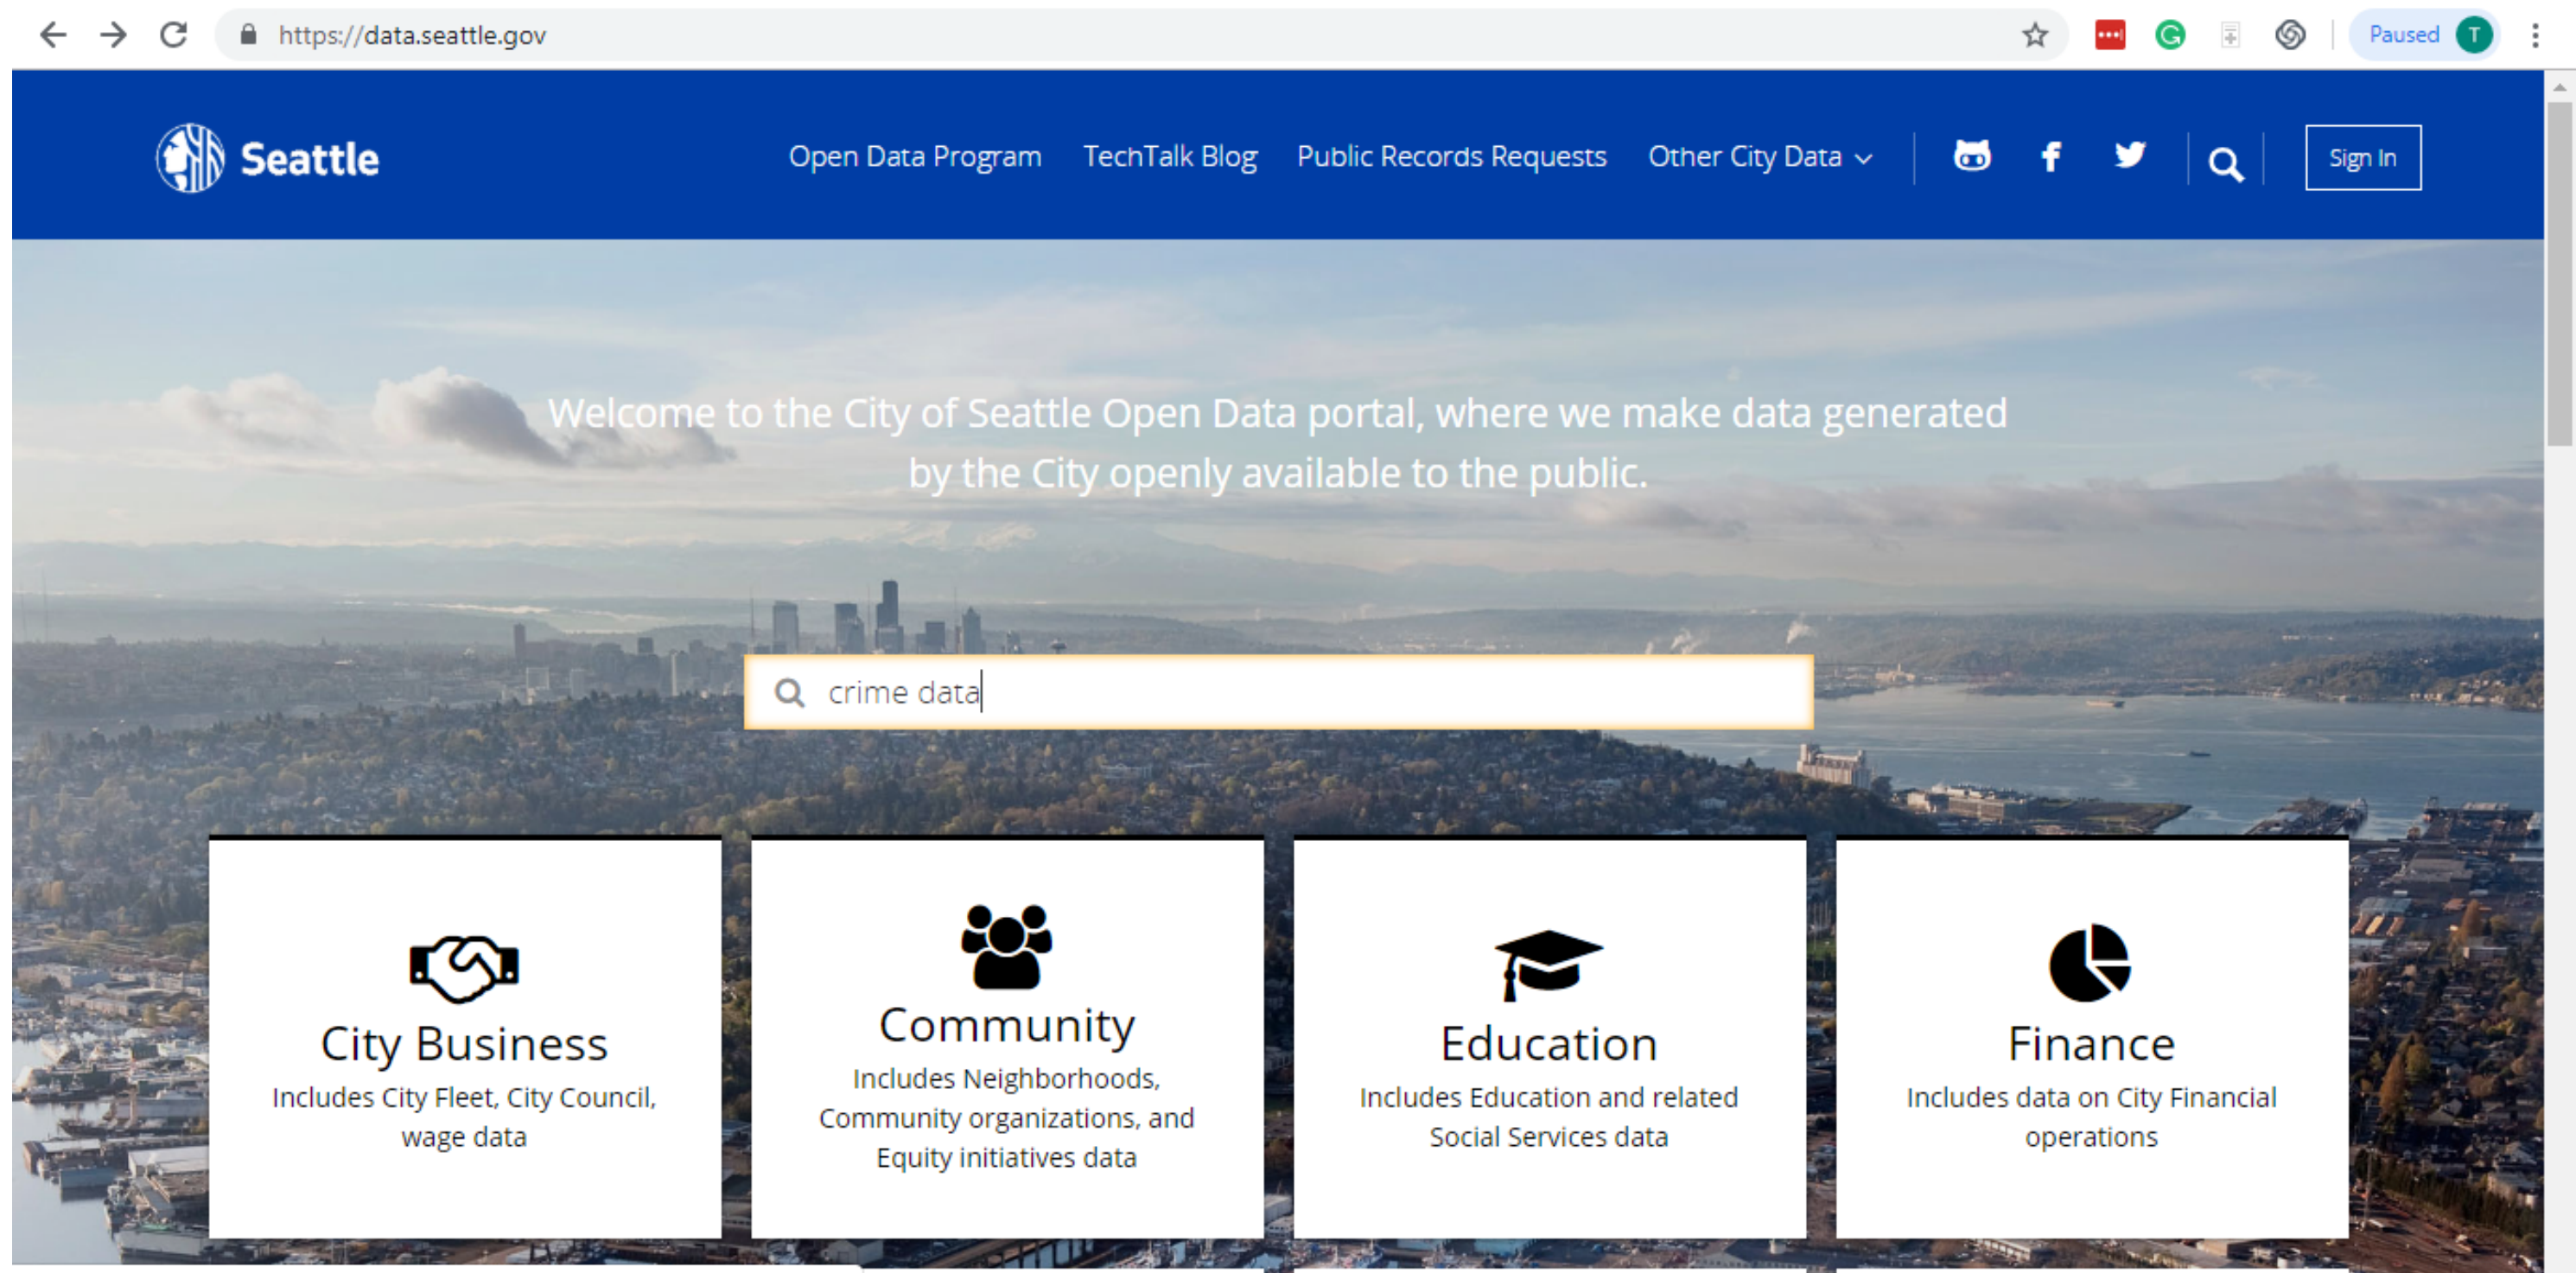 https://data.seattle.gov
Paused T
Seattle
Open Data Program TechTalk Blog Public Records Requests Other City Data Sign In
Welcome to the City of Seattle Open Data portal, where we make data generated
by the City openly available to the public.
crime data
City Business
Includes City Fleet, City Council,
wage data
Community
Includes Neighborhoods,
Community organizations, and
Equity initiatives data
Education
Includes Education and related
Social Services data
Finance
Includes data on City Financial
operations